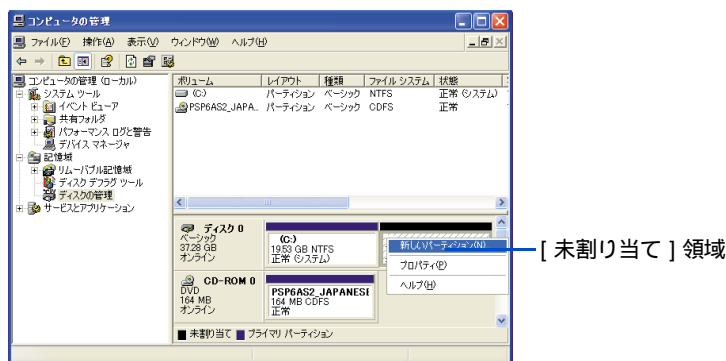 コンピュータの管理
ファイル(F) 操作(A) 表示(V) ウィンドウ(W) ヘルプ(H)
コンピュータの管理 (ローカル)
システム ツール
イベント ビューア
共有フォルダ
パフォーマンス ログと警告
デバイス マネージャ
記憶域
リムーバブル記憶域
ディスク デフラグ ツール
ディスクの管理
サービスとアプリケーション
ボリューム レイアウト 種類 ファイル システム 状態
(C:) パーティション ベーシック NTFS 正常 (システム)
PSP6AS2_JAPA... パーティション ベーシック CDFS 正常
ディスク 0
ベーシック
37.28 GB
オンライン
(C:)
19.53 GB NTFS
正常 (システム)
新しいパーティション(N)...
プロパティ(P)
ヘルプ(H)
[ 未割り当て ] 領域
CD-ROM 0
DVD
164 MB
オンライン
PSP6AS2_JAPANESE
164 MB CDFS
正常
未割り当て プライマリ パーティション